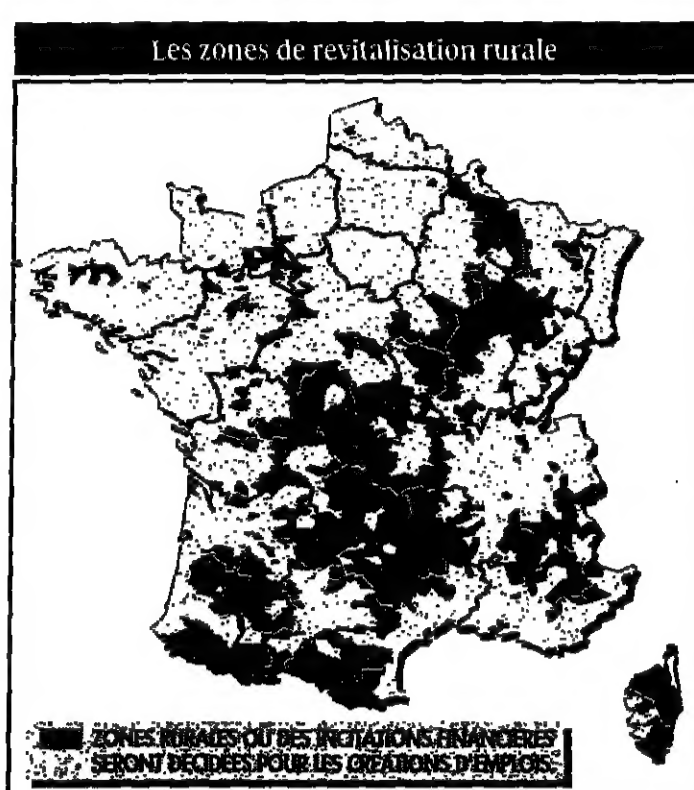 Les zones de revitalisation rurale
ZONES RURALES OÙ DES INCITATIONS FINANCIÈRES
SERONT DÉCIDÉES POUR LES CRÉATIONS D'EMPLOIS.